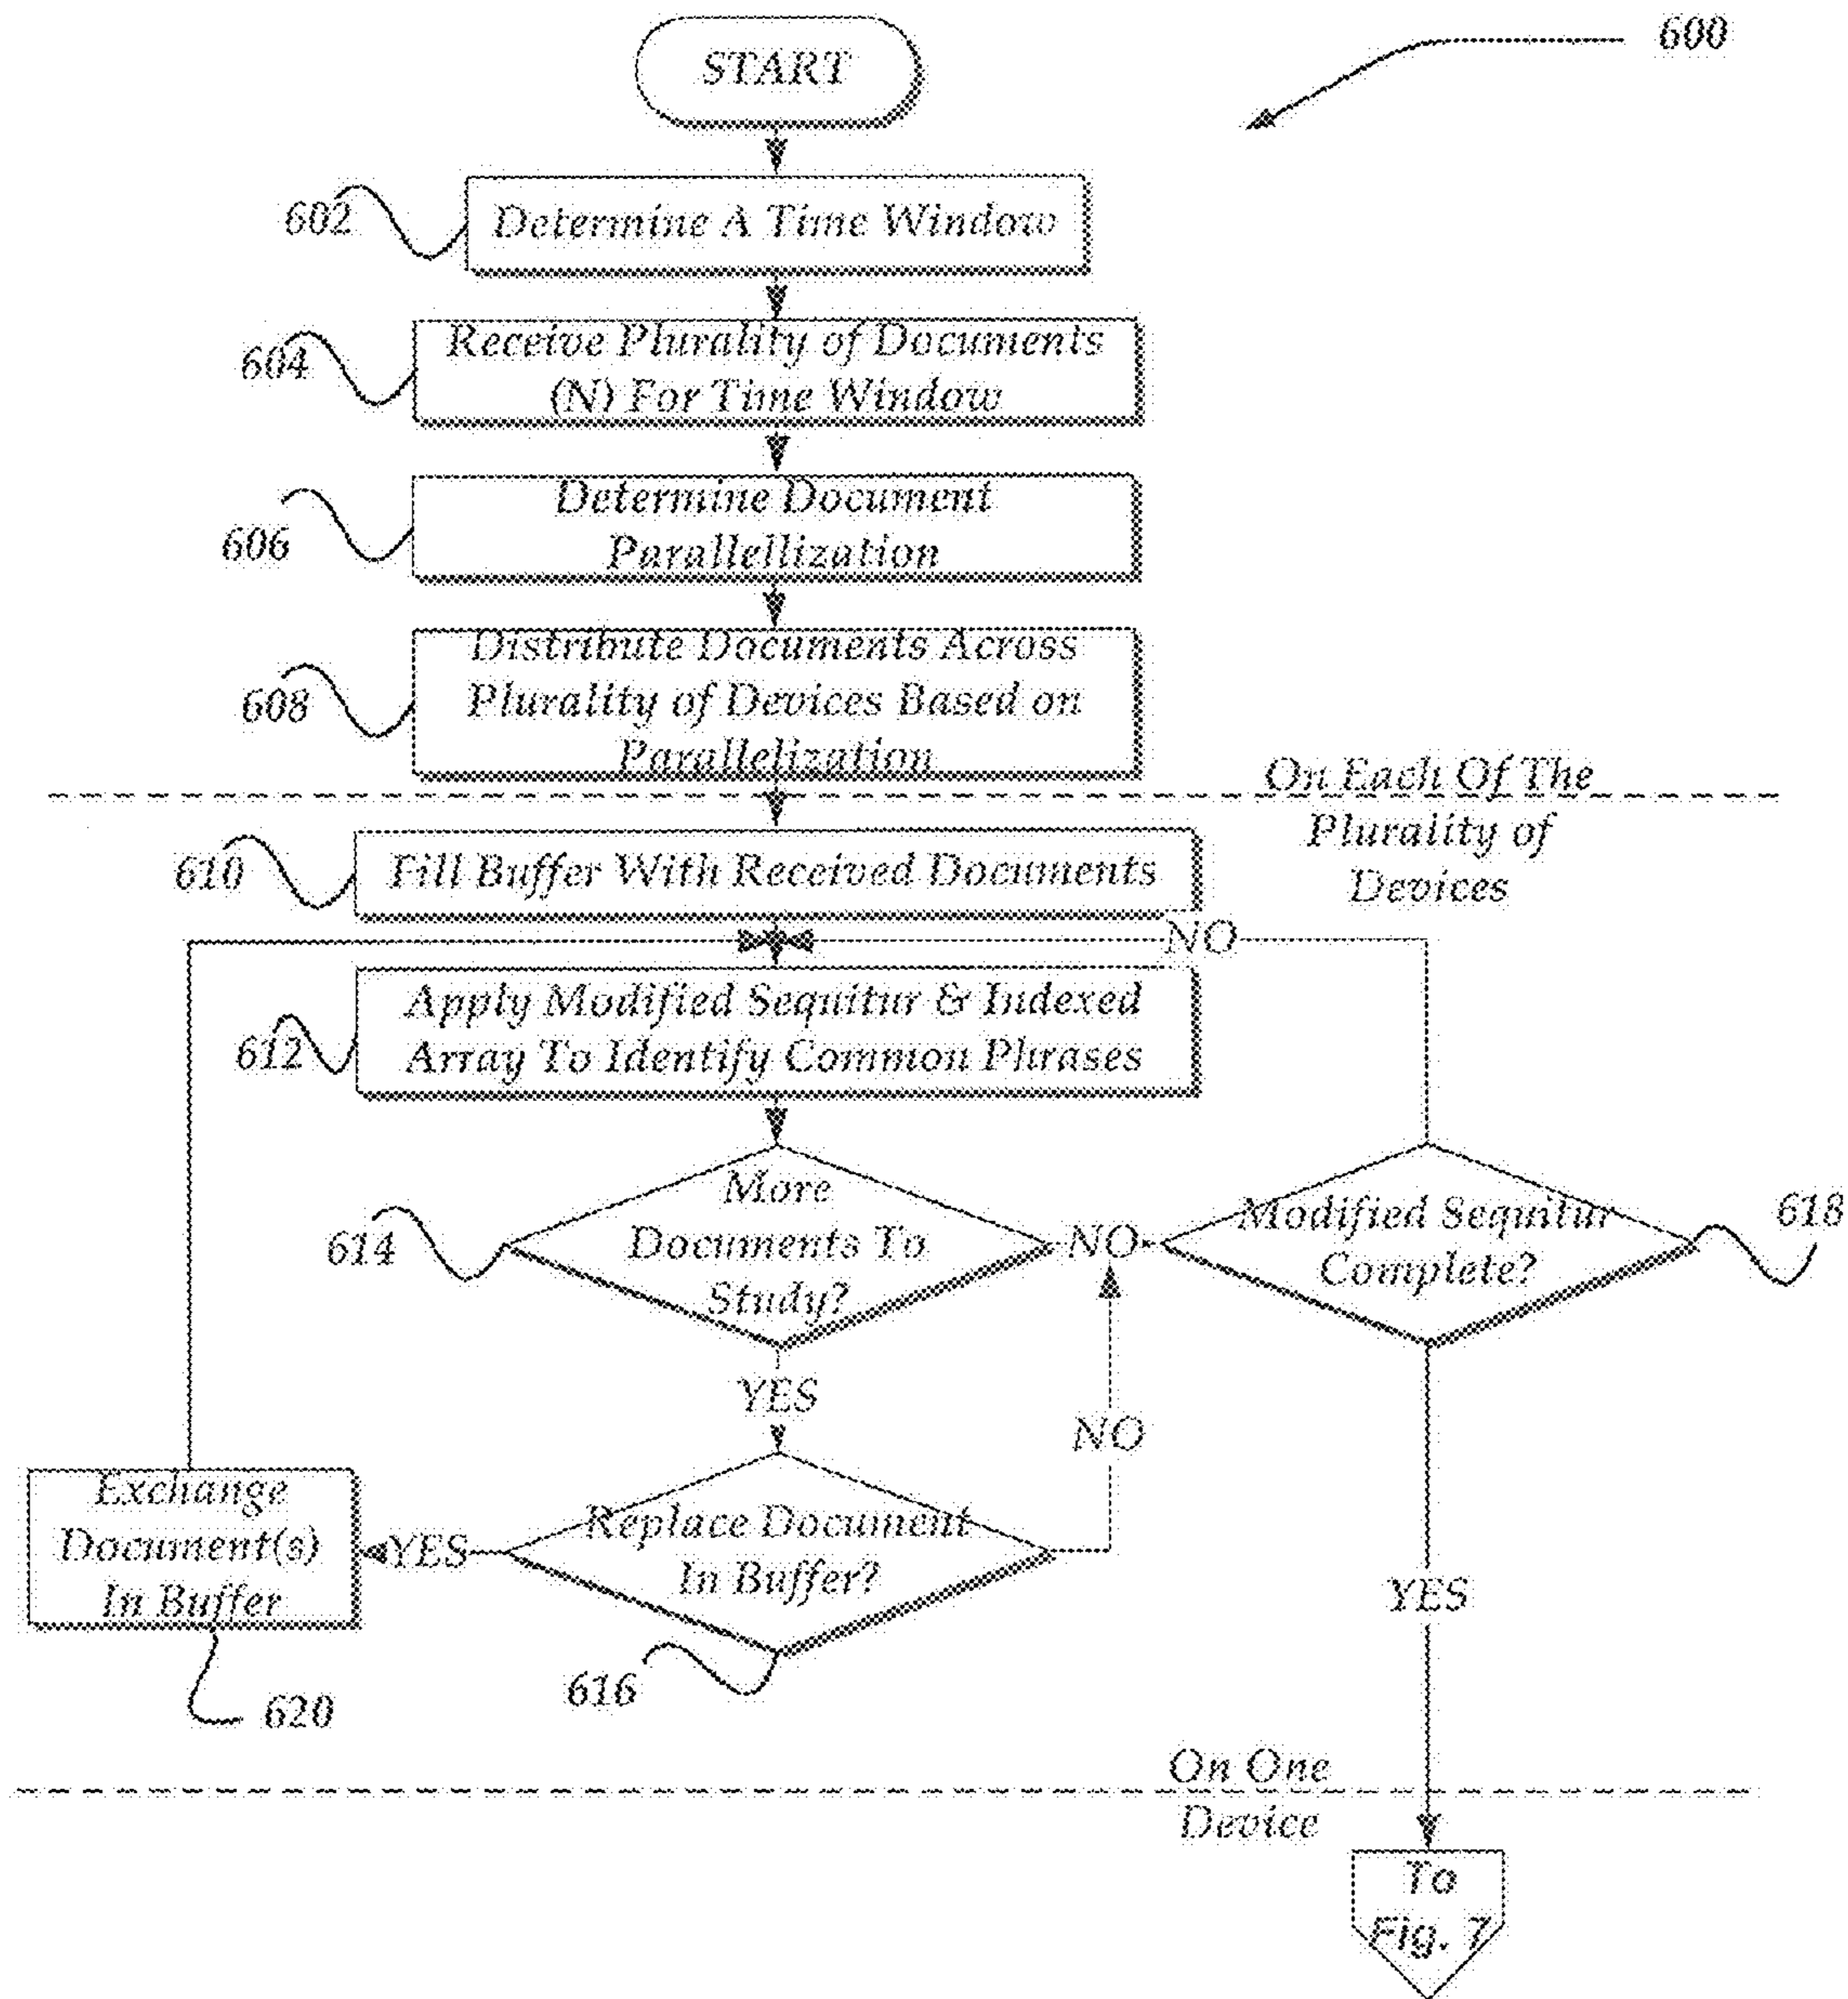 START
600
602
Determine A Time Window
604
Receive Plurality of Documents
(N) For Time Window
606
Determine Document
Parallellization
608
Distribute Documents Across
Plurality of Devices Based on
Parallelization
On Each Of The
Plurality of
Devices
610
Fill Buffer With Received Documents
NO
612
Apply Modified Sequitur & Indexed
Array To Identify Common Phrases
614
More
Documents To
Study?
NO
Modified Sequitur
Complete?
618
YES
NO
Exchange
Document(s)
In Buffer
YES
Replace Document
In Buffer?
YES
616
620
On One
Device
To
Fig. 7